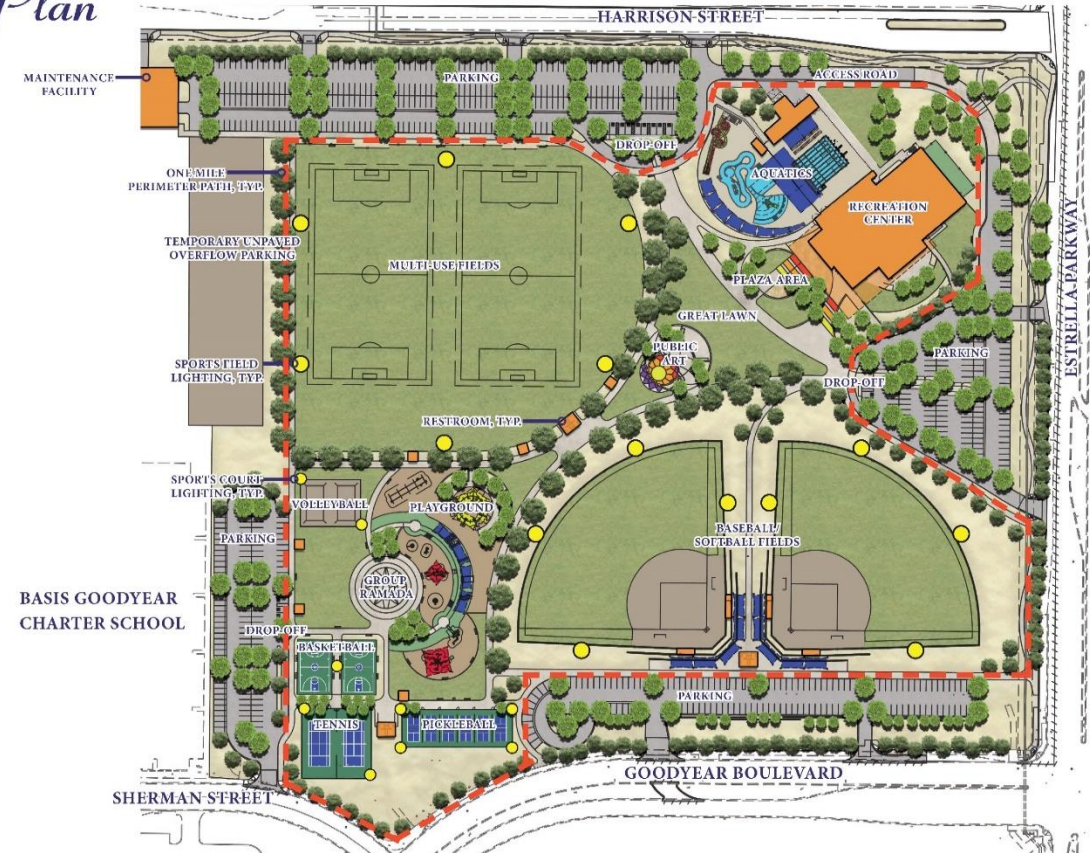 Plan
HARRISON STREET
MAINTENANCE
FACILITY
PARKING
ACCESS ROAD
DROP-OFF
ONE MILE
PERIMETER PATH, TYP.
AQUATICS
RECREATION
CENTER
TEMPORARY UNPAVED
OVERFLOW PARKING
MULTI-USE FIELDS
PLAZA AREA
ESTRELLA PARKWAY
GREAT LAWN
PUBLIC
ART
PARKING
SPORTS FIELD
LIGHTING, TYP.
DROP-OFF
RESTROOM, TYP.
SPORTS COURT
LIGHTING, TYP.
VOLLEYBALL
PLAYGROUND
PARKING
BASEBALL/
SOFTBALL FIELDS
GROUP
RAMADA
BASIS GOODYEAR
CHARTER SCHOOL
DROP-OFF
BASKETBALL
PARKING
TENNIS
PICKLEBALL
GOODYEAR BOULEVARD
SHERMAN STREET